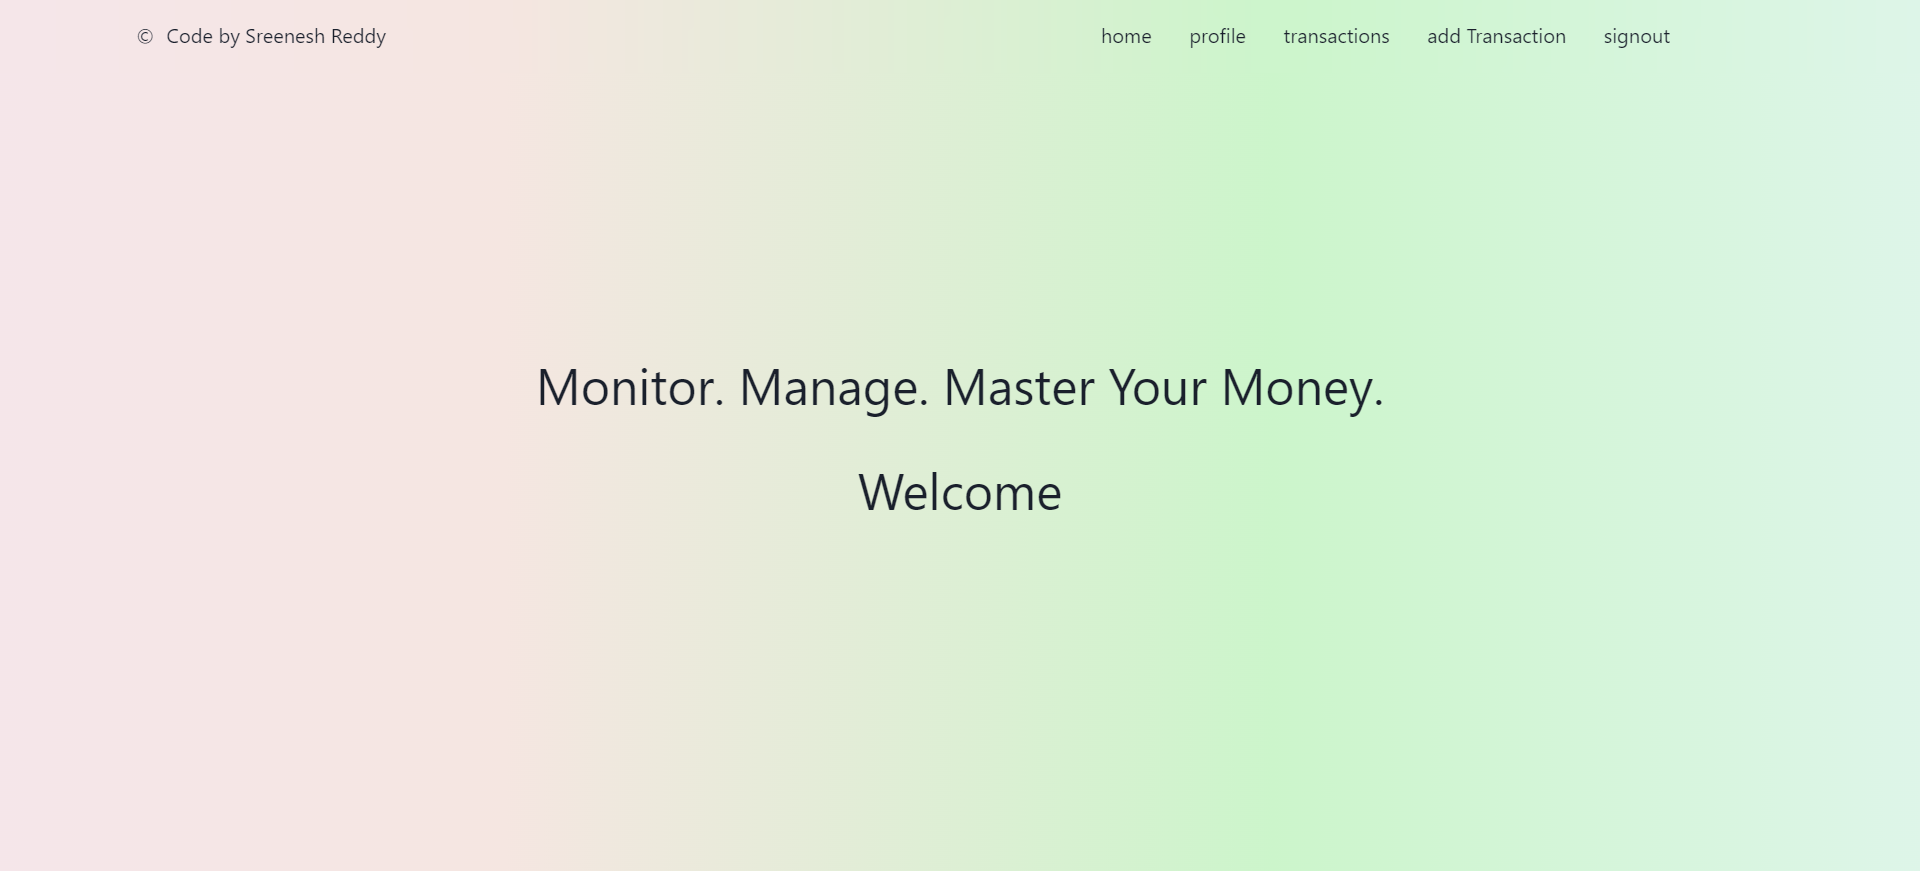 © Code by Sreenesh Reddy home profile transactions add Transaction signout
Monitor. Manage. Master Your Money.
Welcome